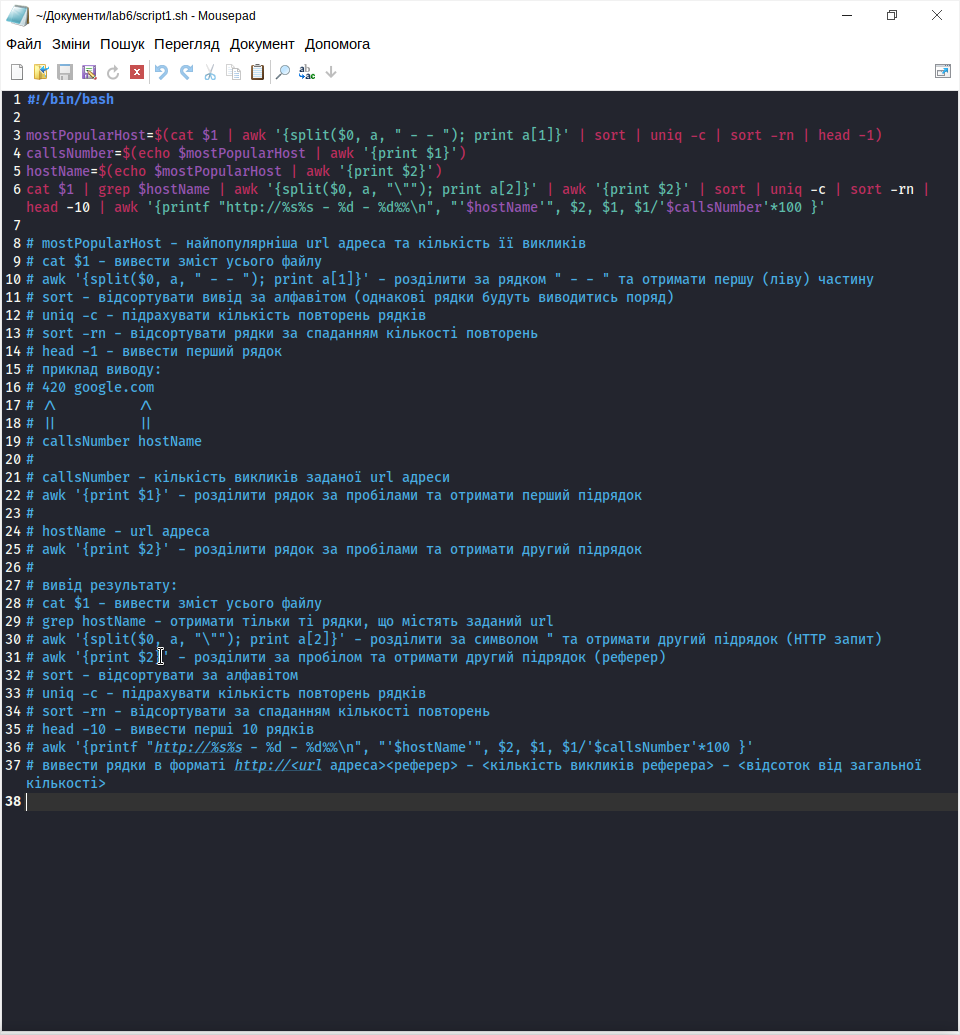 ~/Документи/lab6/script1.sh - Mousepad
Файл Зміни Пошук Перегляд Документ Допомога
1 #!/bin/bash
2
3 mostPopularHost=$(cat $1 | awk '{split($0, a, " - - "); print a[1]}' | sort | uniq -c | sort -rn | head -1)
4 callsNumber=$(echo $mostPopularHost | awk '{print $1}')
5 hostName=$(echo $mostPopularHost | awk '{print $2}')
6 cat $1 | grep $hostName | awk '{split($0, a, "\""); print a[2]}' | awk '{print $2}' | sort | uniq -c | sort -rn |
head -10 | awk '{printf "http://%s%s - %d - %d%%\n", "'$hostName'", $2, $1, $1/'$callsNumber'*100 }'
7
8 # mostPopularHost - найпопулярніша url адреса та кількість її викликів
9 # cat $1 - вивести зміст усього файлу
10 # awk '{split($0, a, " - - "); print a[1]}' - розділити за рядком " - - " та отримати першу (ліву) частину
11 # sort - відсортувати вивід за алфавітом (однакові рядки будуть виводитись поряд)
12 # uniq -c - підрахувати кількість повторень рядків
13 # sort -rn - відсортувати рядки за спаданням кількості повторень
14 # head -1 - вивести перший рядок
15 # приклад виводу:
16 # 420 google.com
17 # /\ /\
18 # || ||
19 # callsNumber hostName
20 #
21 # callsNumber - кількість викликів заданої url адреси
22 # awk '{print $1}' - розділити рядок за пробілами та отримати перший підрядок
23 #
24 # hostName - url адреса
25 # awk '{print $2}' - розділити рядок за пробілами та отримати другий підрядок
26 #
27 # вивід результату:
28 # cat $1 - вивести зміст усього файлу
29 # grep hostName - отримати тільки ті рядки, що містять заданий url
30 # awk '{split($0, a, "\""); print a[2]}' - розділити за символом " та отримати другий підрядок (HTTP запит)
31 # awk '{print $2}' - розділити за пробілом та отримати другий підрядок (реферер)
32 # sort - відсортувати за алфавітом
33 # uniq -c - підрахувати кількість повторень рядків
34 # sort -rn - відсортувати за спаданням кількості повторень
35 # head -10 - вивести перші 10 рядків
36 # awk '{printf "http://%s%s - %d - %d%%\n", "'$hostName'", $2, $1, $1/'$callsNumber'*100 }'
37 # вивести рядки в форматі http://<url адреса><реферер> - <кількість викликів реферера> - <відсоток від загальної
кількості>
38